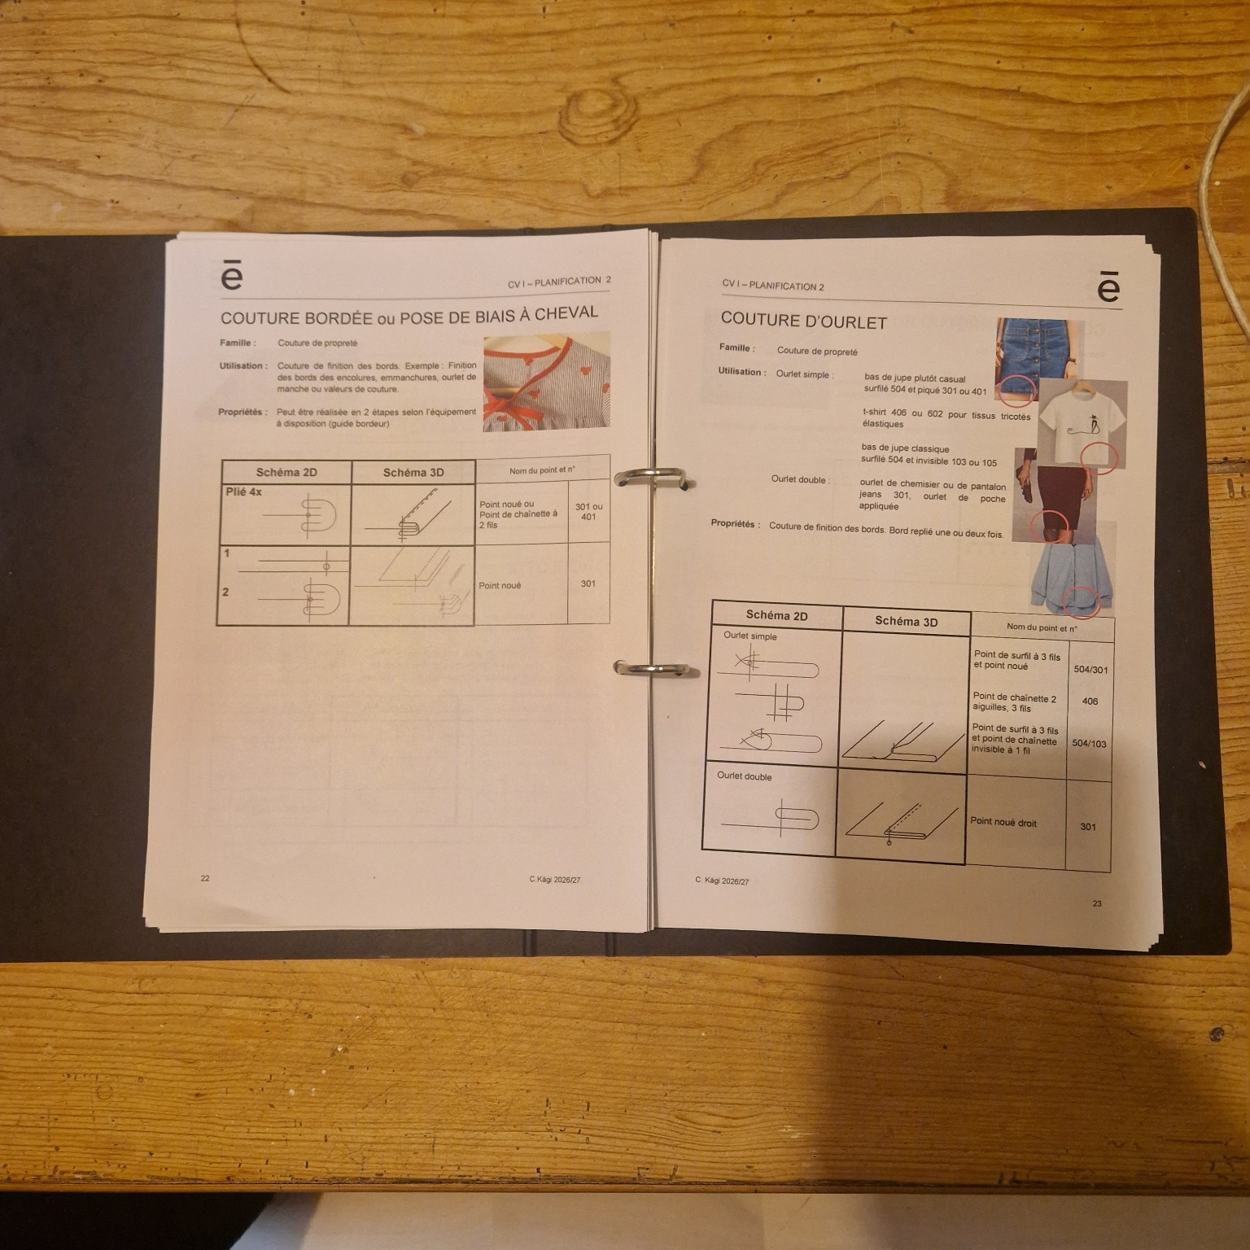 ē
CV I – PLANIFICATION 2
COUTURE BORDÉE ou POSE DE BIAIS À CHEVAL
Famille : Couture de propreté
Utilisation : Couture de finition des bords. Exemple : Finition
des bords des encolures, emmanchures, ourlet de
manche ou valeurs de couture.
Propriétés : Peut être réalisée en 2 étapes selon l'équipement
à disposition (guide bordeur)
Schéma 2D Schéma 3D Nom du point et n°
Plié 4x
Point noué ou
Point de chaînette à
2 fils
301 ou
401
1
2
Point noué 301
22 C. Kägi 2026/27
CV I – PLANIFICATION 2
ē
COUTURE D'OURLET
Famille : Couture de propreté
Utilisation : Ourlet simple : bas de jupe plutôt casual
surfilé 504 et piqué 301 ou 401
t-shirt 406 ou 602 pour tissus tricotés
élastiques
bas de jupe classique
surfilé 504 et invisible 103 ou 105
Ourlet double : ourlet de chemisier ou de pantalon
jeans 301, ourlet de poche
appliquée
Propriétés : Couture de finition des bords. Bord replié une ou deux fois.
Schéma 2D Schéma 3D Nom du point et n°
Ourlet simple
Point de surfil à 3 fils
et point noué
504/301
Point de chaînette 2
aiguilles, 3 fils
406
Point de surfil à 3 fils
et point de chaînette
invisible à 1 fil
504/103
Ourlet double
Point noué droit 301
C. Kägi 2026/27
23